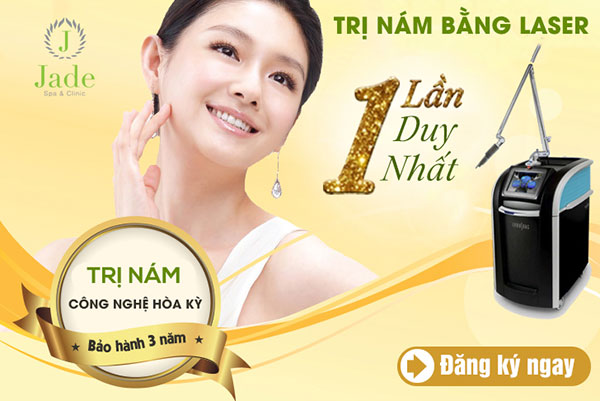 J
Jade
Spa & Clinic
TRỊ NÁM BẰNG LASER
1 Lần
Duy
Nhất
TRỊ NÁM
CÔNG NGHỆ HÒA KỲ
Bảo hành 3 năm
Đăng ký ngay